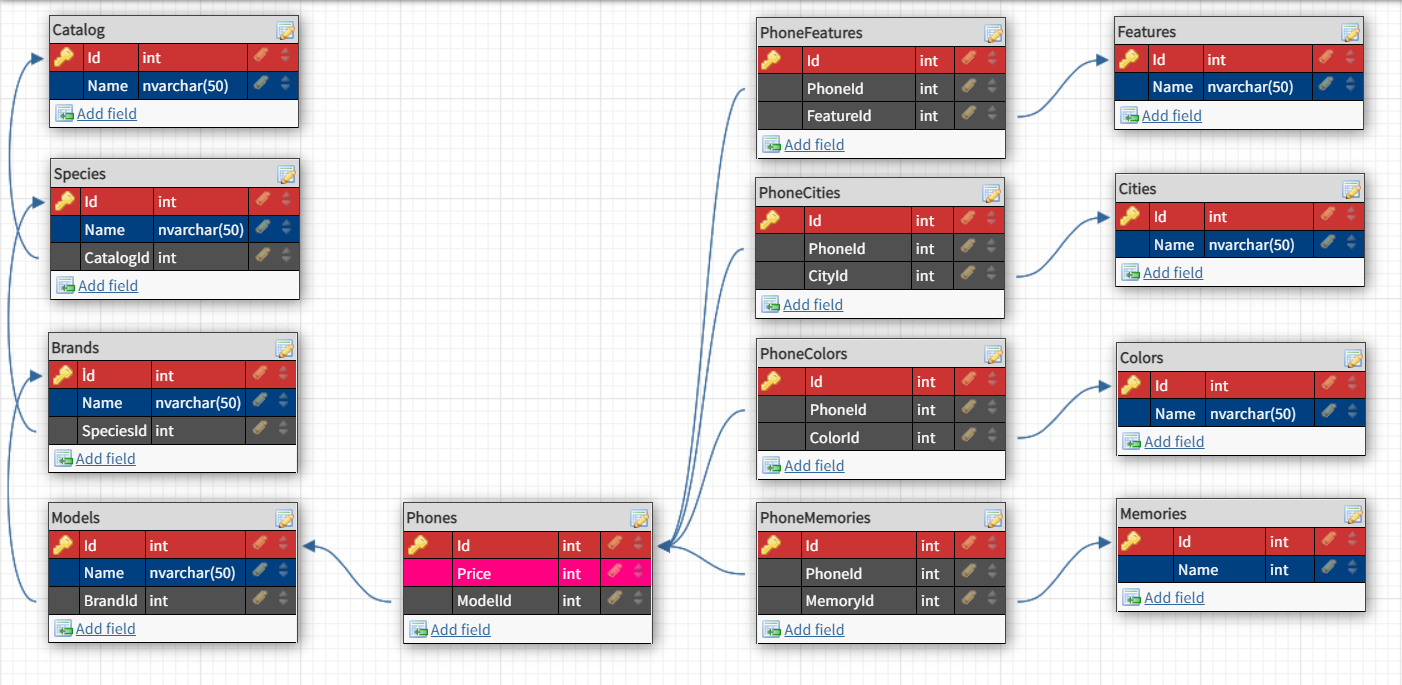 Catalog
Id int
Name nvarchar(50)
Add field
Species
Id int
Name nvarchar(50)
CatalogId int
Add field
Brands
İd int
Name nvarchar(50)
SpeciesId int
Add field
Models
Id int
Name nvarchar(50)
BrandId int
Add field
Phones
Id int
Price int
ModelId int
Add field
PhoneFeatures
Id int
PhoneId int
FeatureId int
Add field
PhoneCities
Id int
PhoneId int
CityId int
Add field
PhoneColors
Id int
PhoneId int
ColorId int
Add field
PhoneMemories
Id int
PhoneId int
MemoryId int
Add field
Features
Id int
Name nvarchar(50)
Add field
Cities
Id int
Name nvarchar(50)
Add field
Colors
Id int
Name nvarchar(50)
Add field
Memories
Id int
Name int
Add field